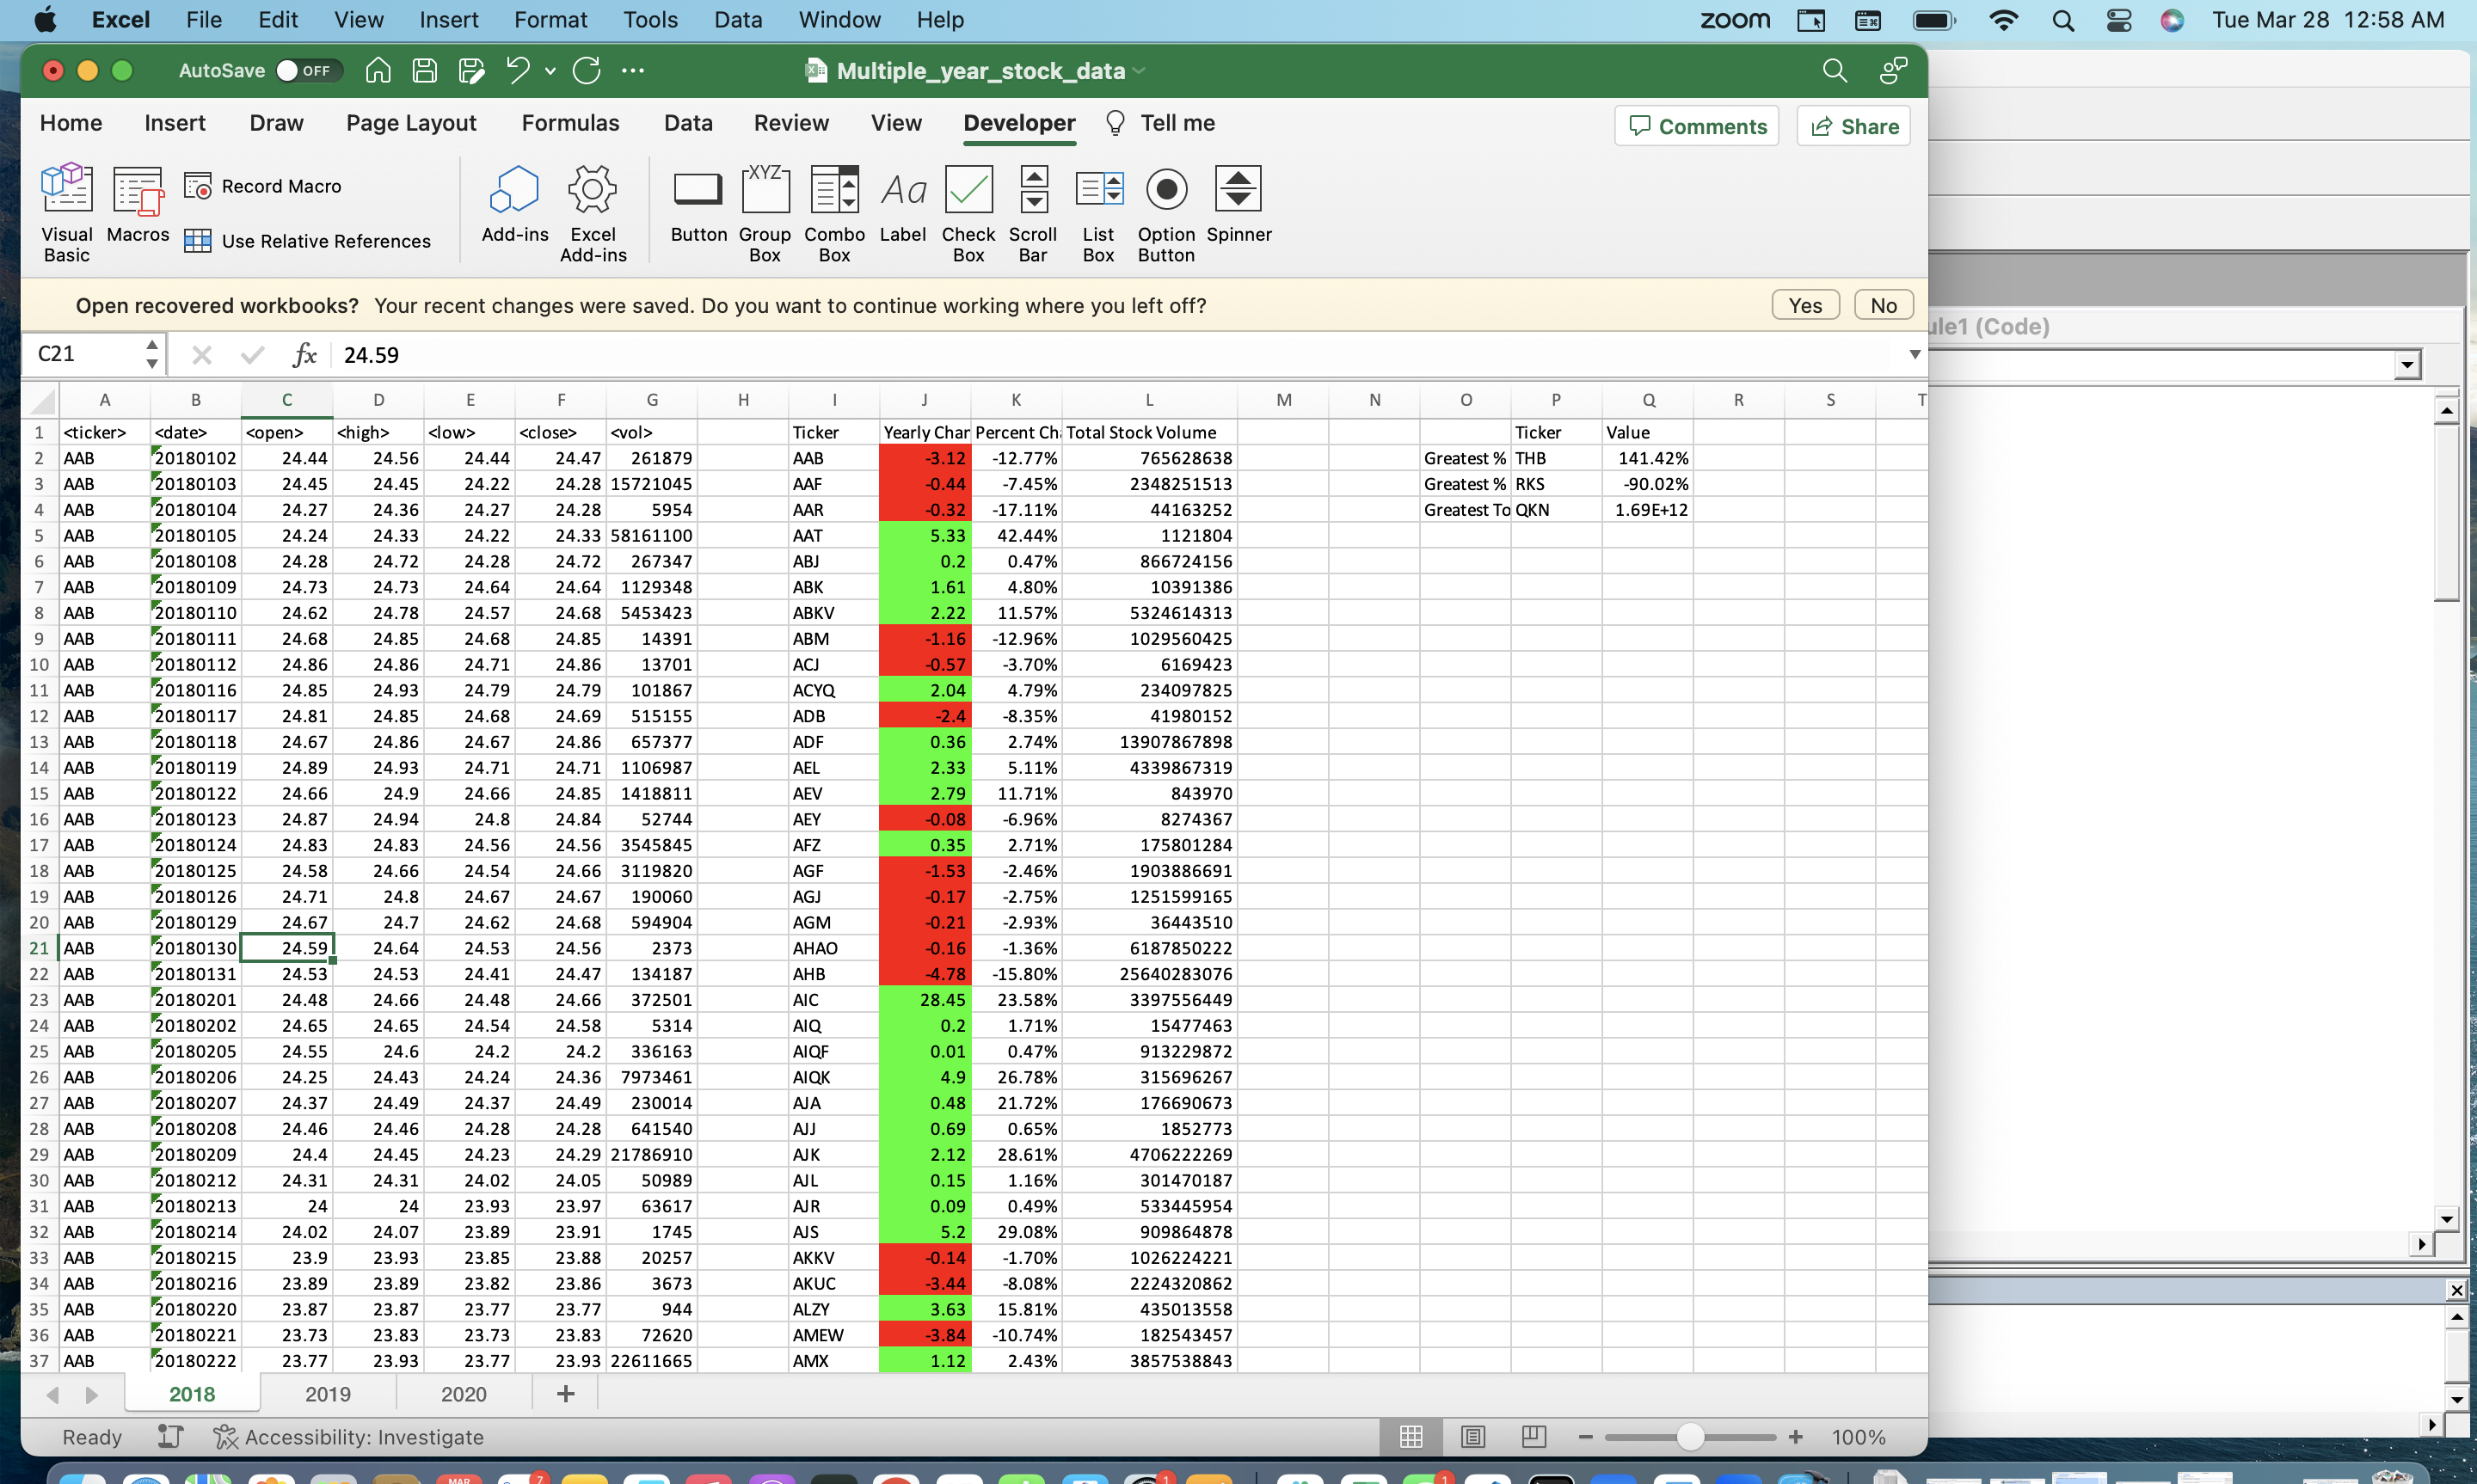 Excel File Edit View Insert Format Tools Data Window Help zoom Tue Mar 28 12:58 AM
AutoSave OFF Multiple_year_stock_data
Home Insert Draw Page Layout Formulas Data Review View Developer Tell me Comments Share
Visual Basic Macros Record Macro Use Relative References Add-ins Excel Add-ins Button Group Box Combo Box Label Check Box Scroll Bar List Box Option Button Spinner
Open recovered workbooks? Your recent changes were saved. Do you want to continue working where you left off? Yes No
(Code)
C21 fx 24.59
A B C D E F G H I J K L M N O P Q R S T
1 <ticker> <date> <open> <high> <low> <close> <vol> Ticker Yearly Char Percent Ch Total Stock Volume Ticker Value
2 AAB 20180102 24.44 24.56 24.44 24.47 261879 AAB -3.12 -12.77% 765628638 Greatest % THB 141.42%
3 AAB 20180103 24.45 24.45 24.22 24.28 15721045 AAF -0.44 -7.45% 2348251513 Greatest % RKS -90.02%
4 AAB 20180104 24.27 24.36 24.27 24.28 5954 AAR -0.32 -17.11% 44163252 Greatest To QKN 1.69E+12
5 AAB 20180105 24.24 24.33 24.22 24.33 58161100 AAT 5.33 42.44% 1121804
6 AAB 20180108 24.28 24.72 24.28 24.72 267347 ABJ 0.2 0.47% 866724156
7 AAB 20180109 24.73 24.73 24.64 24.64 1129348 ABK 1.61 4.80% 10391386
8 AAB 20180110 24.62 24.78 24.57 24.68 5453423 ABKV 2.22 11.57% 5324614313
9 AAB 20180111 24.68 24.85 24.68 24.85 14391 ABM -1.16 -12.96% 1029560425
10 AAB 20180112 24.86 24.86 24.71 24.86 13701 ACJ -0.57 -3.70% 6169423
11 AAB 20180116 24.85 24.93 24.79 24.79 101867 ACYQ 2.04 4.79% 234097825
12 AAB 20180117 24.81 24.85 24.68 24.69 515155 ADB -2.4 -8.35% 41980152
13 AAB 20180118 24.67 24.86 24.67 24.86 657377 ADF 0.36 2.74% 13907867898
14 AAB 20180119 24.89 24.93 24.71 24.71 1106987 AEL 2.33 5.11% 4339867319
15 AAB 20180122 24.66 24.9 24.66 24.85 1418811 AEV 2.79 11.71% 843970
16 AAB 20180123 24.87 24.94 24.8 24.84 52744 AEY -0.08 -6.96% 8274367
17 AAB 20180124 24.83 24.83 24.56 24.56 3545845 AFZ 0.35 2.71% 175801284
18 AAB 20180125 24.58 24.66 24.54 24.66 3119820 AGF -1.53 -2.46% 1903886691
19 AAB 20180126 24.71 24.8 24.67 24.67 190060 AGJ -0.17 -2.75% 1251599165
20 AAB 20180129 24.67 24.7 24.62 24.68 594904 AGM -0.21 -2.93% 36443510
21 AAB 20180130 24.59 24.64 24.53 24.56 2373 AHAO -0.16 -1.36% 6187850222
22 AAB 20180131 24.53 24.53 24.41 24.47 134187 AHB -4.78 -15.80% 25640283076
23 AAB 20180201 24.48 24.66 24.48 24.66 372501 AIC 28.45 23.58% 3397556449
24 AAB 20180202 24.65 24.65 24.54 24.58 5314 AIQ 0.2 1.71% 15477463
25 AAB 20180205 24.55 24.6 24.2 24.2 336163 AIQF 0.01 0.47% 913229872
26 AAB 20180206 24.25 24.43 24.24 24.36 7973461 AIQK 4.9 26.78% 315696267
27 AAB 20180207 24.37 24.49 24.37 24.49 230014 AJA 0.48 21.72% 176690673
28 AAB 20180208 24.46 24.46 24.28 24.28 641540 AJJ 0.69 0.65% 1852773
29 AAB 20180209 24.4 24.45 24.23 24.29 21786910 AJK 2.12 28.61% 4706222269
30 AAB 20180212 24.31 24.31 24.02 24.05 50989 AJL 0.15 1.16% 301470187
31 AAB 20180213 24 24 23.93 23.97 63617 AJR 0.09 0.49% 533445954
32 AAB 20180214 24.02 24.07 23.89 23.91 1745 AJS 5.2 29.08% 909864878
33 AAB 20180215 23.9 23.93 23.85 23.88 20257 AKKV -0.14 -1.70% 1026224221
34 AAB 20180216 23.89 23.89 23.82 23.86 3673 AKUC -3.44 -8.08% 2224320862
35 AAB 20180220 23.87 23.87 23.77 23.77 944 ALZY 3.63 15.81% 435013558
36 AAB 20180221 23.73 23.83 23.73 23.83 72620 AMEW -3.84 -10.74% 182543457
37 AAB 20180222 23.77 23.93 23.77 23.93 22611665 AMX 1.12 2.43% 3857538843
2018 2019 2020 +
Ready Accessibility: Investigate 100%
MAR 7 1 1